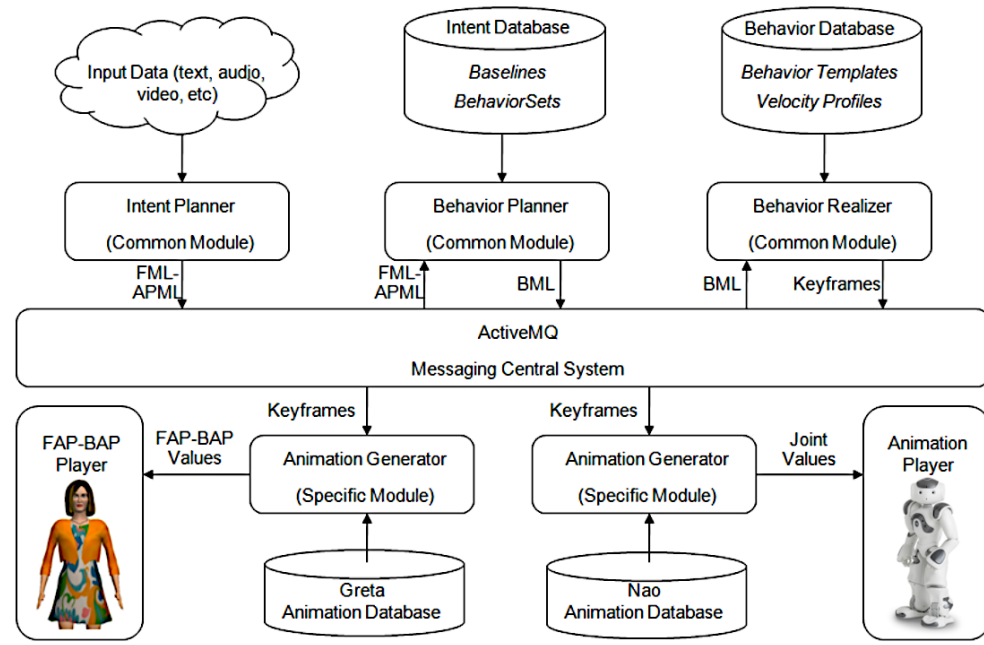 Input Data (text, audio,
video, etc)
Intent Database
Baselines
BehaviorSets
Behavior Database
Behavior Templates
Velocity Profiles
Intent Planner
(Common Module)
Behavior Planner
(Common Module)
Behavior Realizer
(Common Module)
FML-
APML
FML-
APML
BML
BML
Keyframes
ActiveMQ
Messaging Central System
Keyframes
Keyframes
FAP-BAP
Player
FAP-BAP
Values
Animation Generator
(Specific Module)
Animation Generator
(Specific Module)
Joint
Values
Animation
Player
Greta
Animation Database
Nao
Animation Database